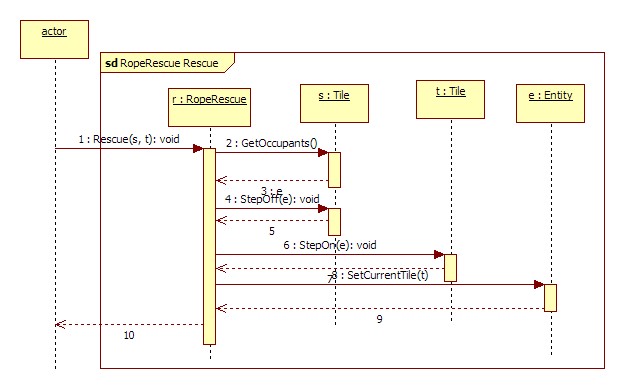 actor
sd RopeRescue Rescue
r : RopeRescue
s : Tile
t : Tile
e : Entity
1 : Rescue(s, t): void
2 : GetOccupants()
3 : e
4 : StepOff(e): void
5
6 : StepOn(e): void
7
8 : SetCurrentTile(t)
9
10